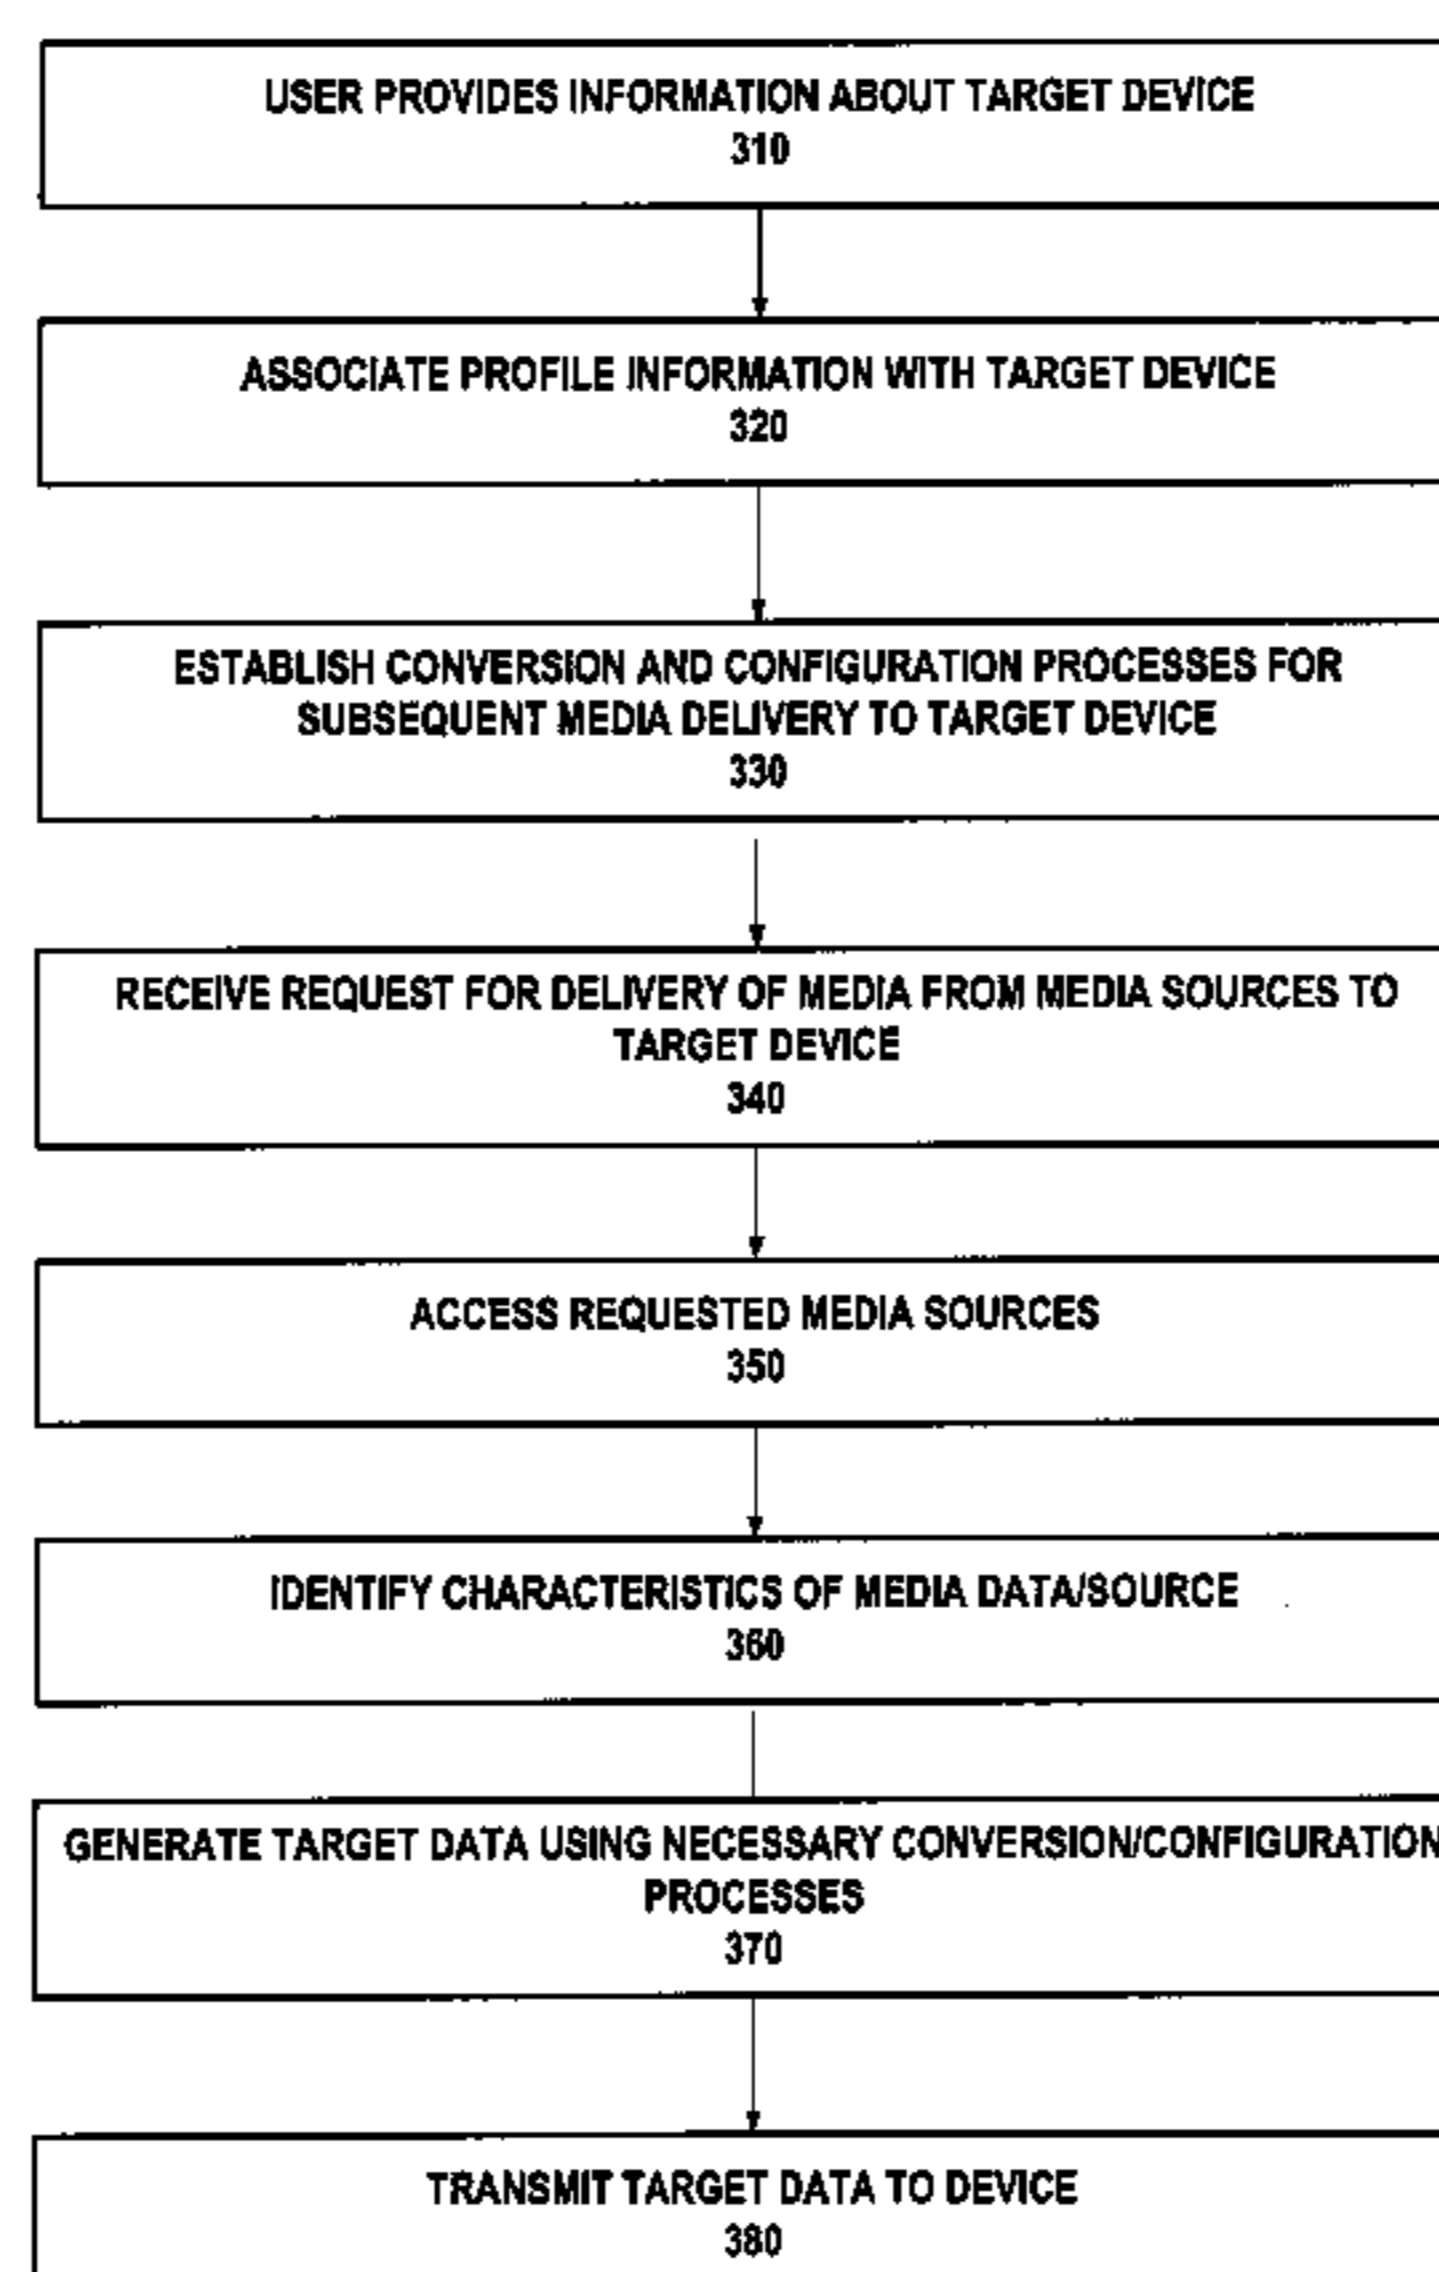 USER PROVIDES INFORMATION ABOUT TARGET DEVICE
310
ASSOCIATE PROFILE INFORMATION WITH TARGET DEVICE
320
ESTABLISH CONVERSION AND CONFIGURATION PROCESSES FOR
SUBSEQUENT MEDIA DELIVERY TO TARGET DEVICE
330
RECEIVE REQUEST FOR DELIVERY OF MEDIA FROM MEDIA SOURCES TO
TARGET DEVICE
340
ACCESS REQUESTED MEDIA SOURCES
350
IDENTIFY CHARACTERISTICS OF MEDIA DATA/SOURCE
360
GENERATE TARGET DATA USING NECESSARY CONVERSION/CONFIGURATION
PROCESSES
370
TRANSMIT TARGET DATA TO DEVICE
380